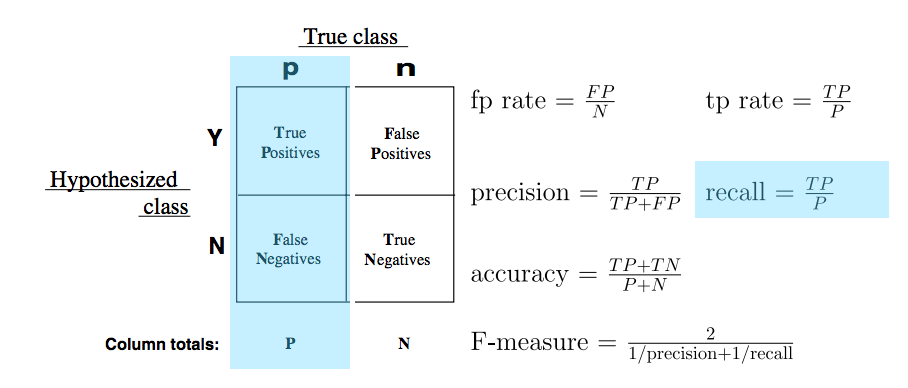 True class
p n
fp rate = FP/N tp rate = TP/P
Y
True
Positives
False
Positives
Hypothesized
class
precision = TP/TP+FP recall = TP/P
N
False
Negatives
True
Negatives
accuracy = TP+TN/P+N
Column totals: P N
F-measure = 2/1/precision+1/recall